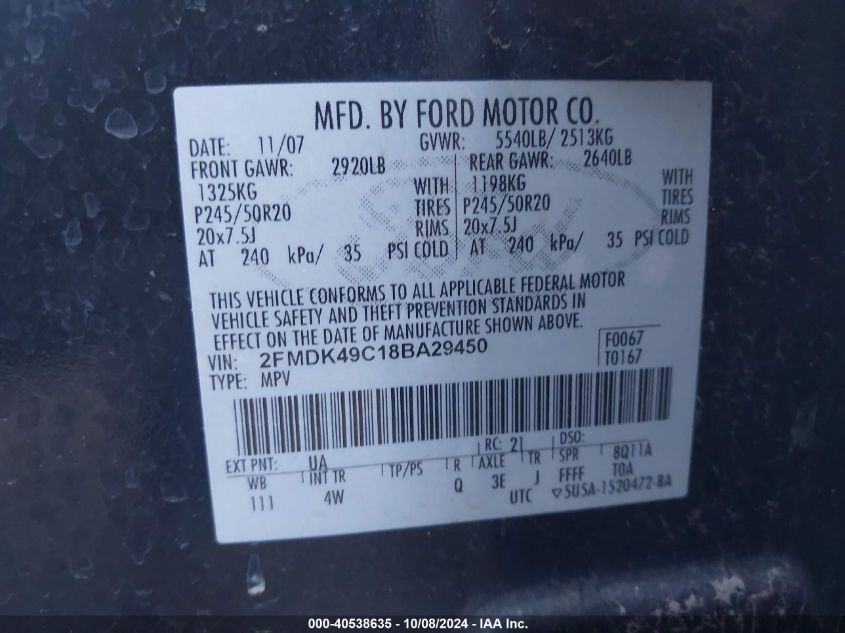 MFD. BY FORD MOTOR CO.
DATE: 11/07 GVWR: 5540LB/ 2513KG
FRONT GAWR: 2920LB REAR GAWR: 2640LB
1325KG WITH 1198KG WITH
P245/50R20 TIRES P245/50R20 TIRES
20x7.5J RIMS 20x7.5J RIMS
AT 240 kPa/ 35 PSI COLD AT 240 kPa/ 35 PSI COLD
THIS VEHICLE CONFORMS TO ALL APPLICABLE FEDERAL MOTOR
VEHICLE SAFETY AND THEFT PREVENTION STANDARDS IN
EFFECT ON THE DATE OF MANUFACTURE SHOWN ABOVE.
VIN: 2FMDK49C18BA29450 F0067
TYPE: MPV T0167
EXT PNT: UA RC: 21 DSO:
WB INT TR TP/PS R AXLE TR SPR 8Q11A
111 4W Q 3E J FFFF T0A
UTC ▽5U5A-1520472-BA
000-40538635 - 10/08/2024 - IAA Inc.